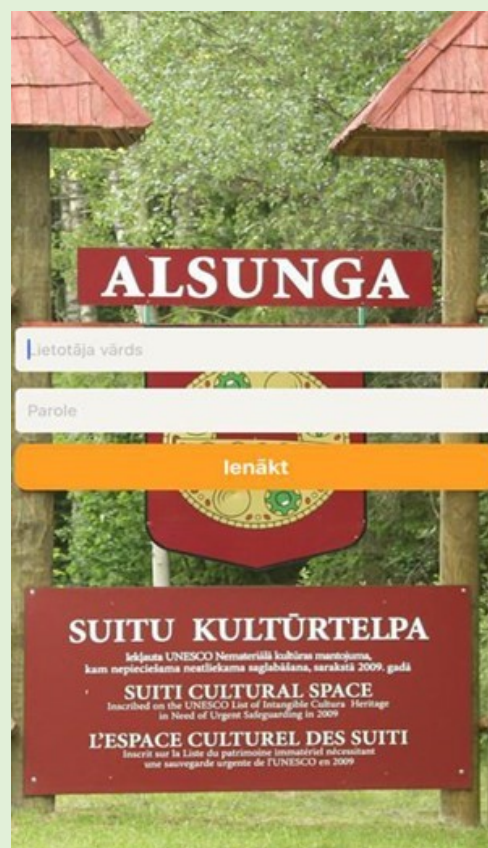 ALSUNGA
Lietotāja vārds
Parole
Ienākt
SUITU KULTŪRTELPA
Iekļauta UNESCO Nemateriālā kultūras mantojuma,
kam nepieciešama neatliekama saglabāšana, sarakstā 2009. gadā
SUITI CULTURAL SPACE
Inscribed on the UNESCO List of Intangible Cultura Heritage
in Need of Urgent Safeguarding in 2009
L'ESPACE CULTUREL DES SUITI
Inscrit sur la Liste du patrimoine immatériel nécessitant
une sauvegarde urgente de l'UNESCO en 2009